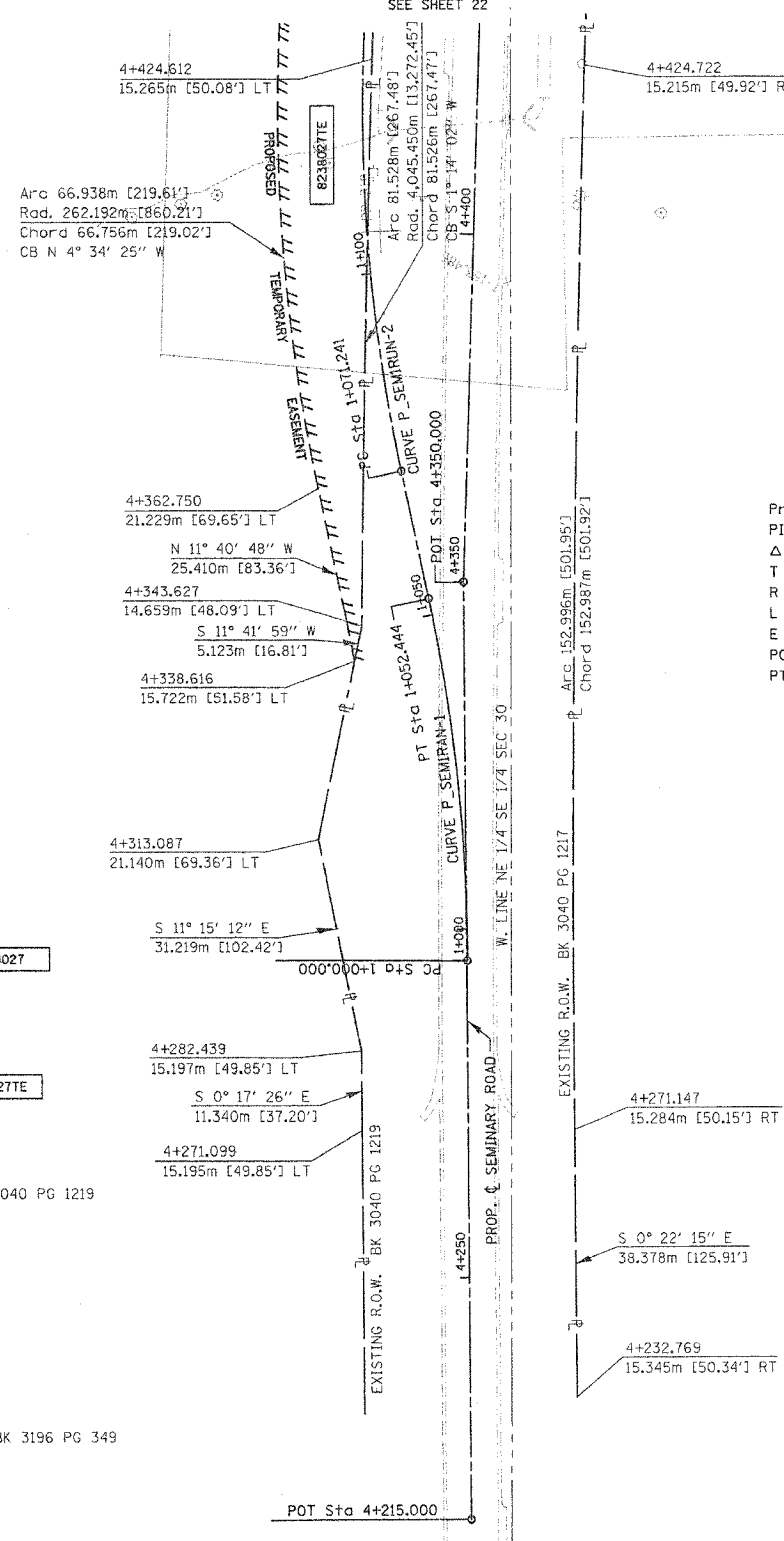 SEE SHEET 22
4+424.612
15.265m [50.08'] LT
4+424.722
15.215m [49.92'] R
8238027TE
PROPOSED
TEMPORARY
EASEMENT
Arc 81.528m [267.48']
Rad. 4,045.450m [13,272.45']
Chord 81.526m [267.47']
CB S 1° 14' 02" W
4+400
Arc 66.938m [219.61']
Rad. 262.192m [860.21']
Chord 66.756m [219.02']
CB N 4° 34' 25" W
1+100
PC Sta 1+071.241
CURVE P_SEMIRUN-2
POT Sta 4+350.000
4+350
4+362.750
21.229m [69.65'] LT
N 11° 40' 48" W
25.410m [83.36']
4+343.627
14.659m [48.09'] LT
S 11° 41' 59" W
5.123m [16.81']
4+338.616
15.722m [51.58'] LT
1+050
PT Sta 1+052.444
CURVE P_SEMIRAN-1
W. LINE NE 1/4 SE 1/4 SEC 30
Arc 152.996m [501.95']
Chord 152.987m [501.92']
Pr
PI
Δ
T
R
L
E
PC
PT
4+313.087
21.140m [69.36'] LT
S 11° 15' 12" E
31.219m [102.42']
1+000
PC Sta 1+000.000
EXISTING R.O.W. BK 3040 PG 1217
8027
27TE
4+282.439
15.197m [49.85'] LT
S 0° 17' 26" E
11.340m [37.20']
4+271.099
15.195m [49.85'] LT
4+271.147
15.284m [50.15'] RT
PROP. ℄ SEMINARY ROAD
040 PG 1219
EXISTING R.O.W. BK 3040 PG 1219
4+250
S 0° 22' 15" E
38.378m [125.91']
4+232.769
15.345m [50.34'] RT
BK 3196 PG 349
POT Sta 4+215.000